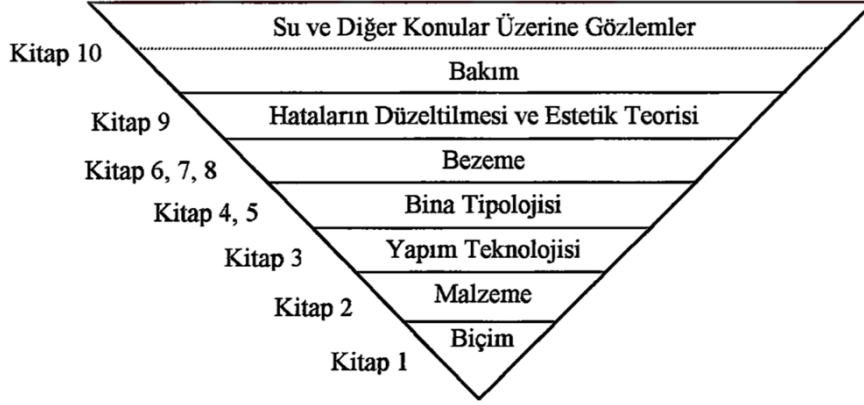 Su ve Diğer Konular Üzerine Gözlemler
Kitap 10
Bakım
Kitap 9
Hataların Düzeltilmesi ve Estetik Teorisi
Kitap 6, 7, 8
Bezeme
Kitap 4, 5
Bina Tipolojisi
Kitap 3
Yapım Teknolojisi
Kitap 2
Malzeme
Kitap 1
Biçim